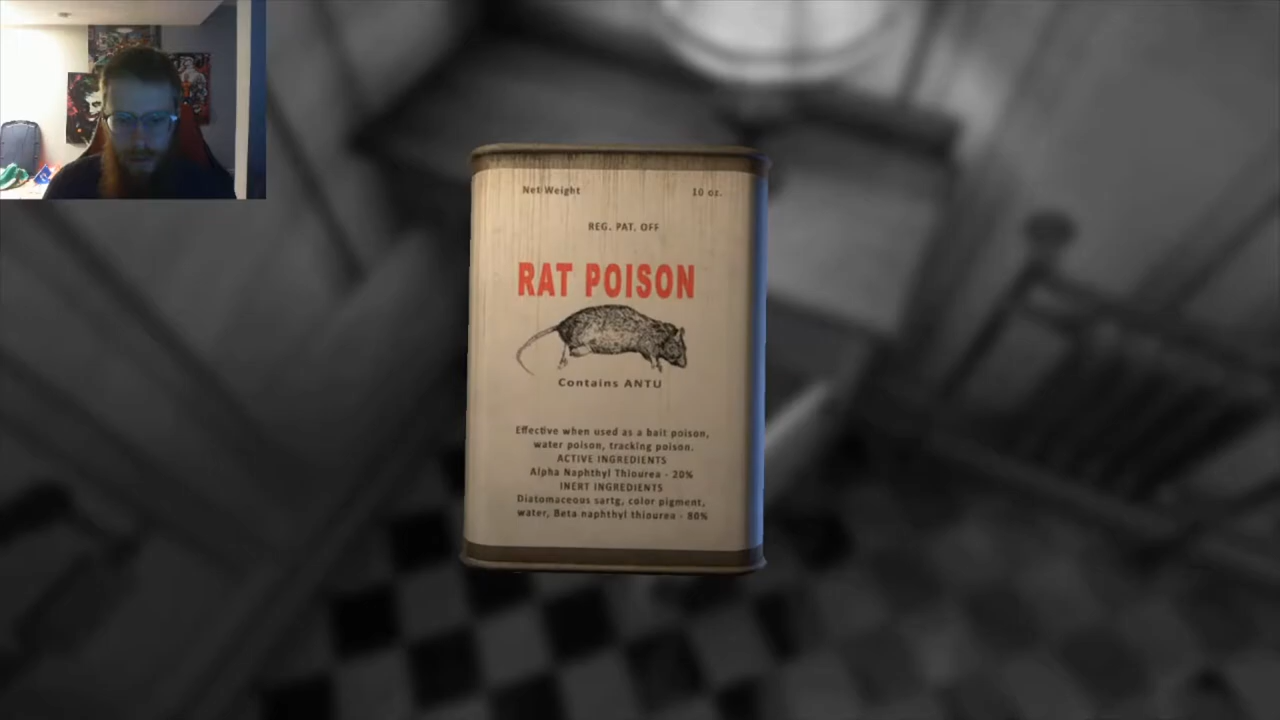 Net Weight 10 oz.
REG. PAT. OFF
RAT POISON
Contains ANTU
Effective when used as a bait poison,
water poison, tracking poison.
ACTIVE INGREDIENTS
Alpha Naphthyl Thiourea - 20%
INERT INGREDIENTS
Diatomaceous sartg, color pigment,
water, Beta naphthyl thiourea - 80%